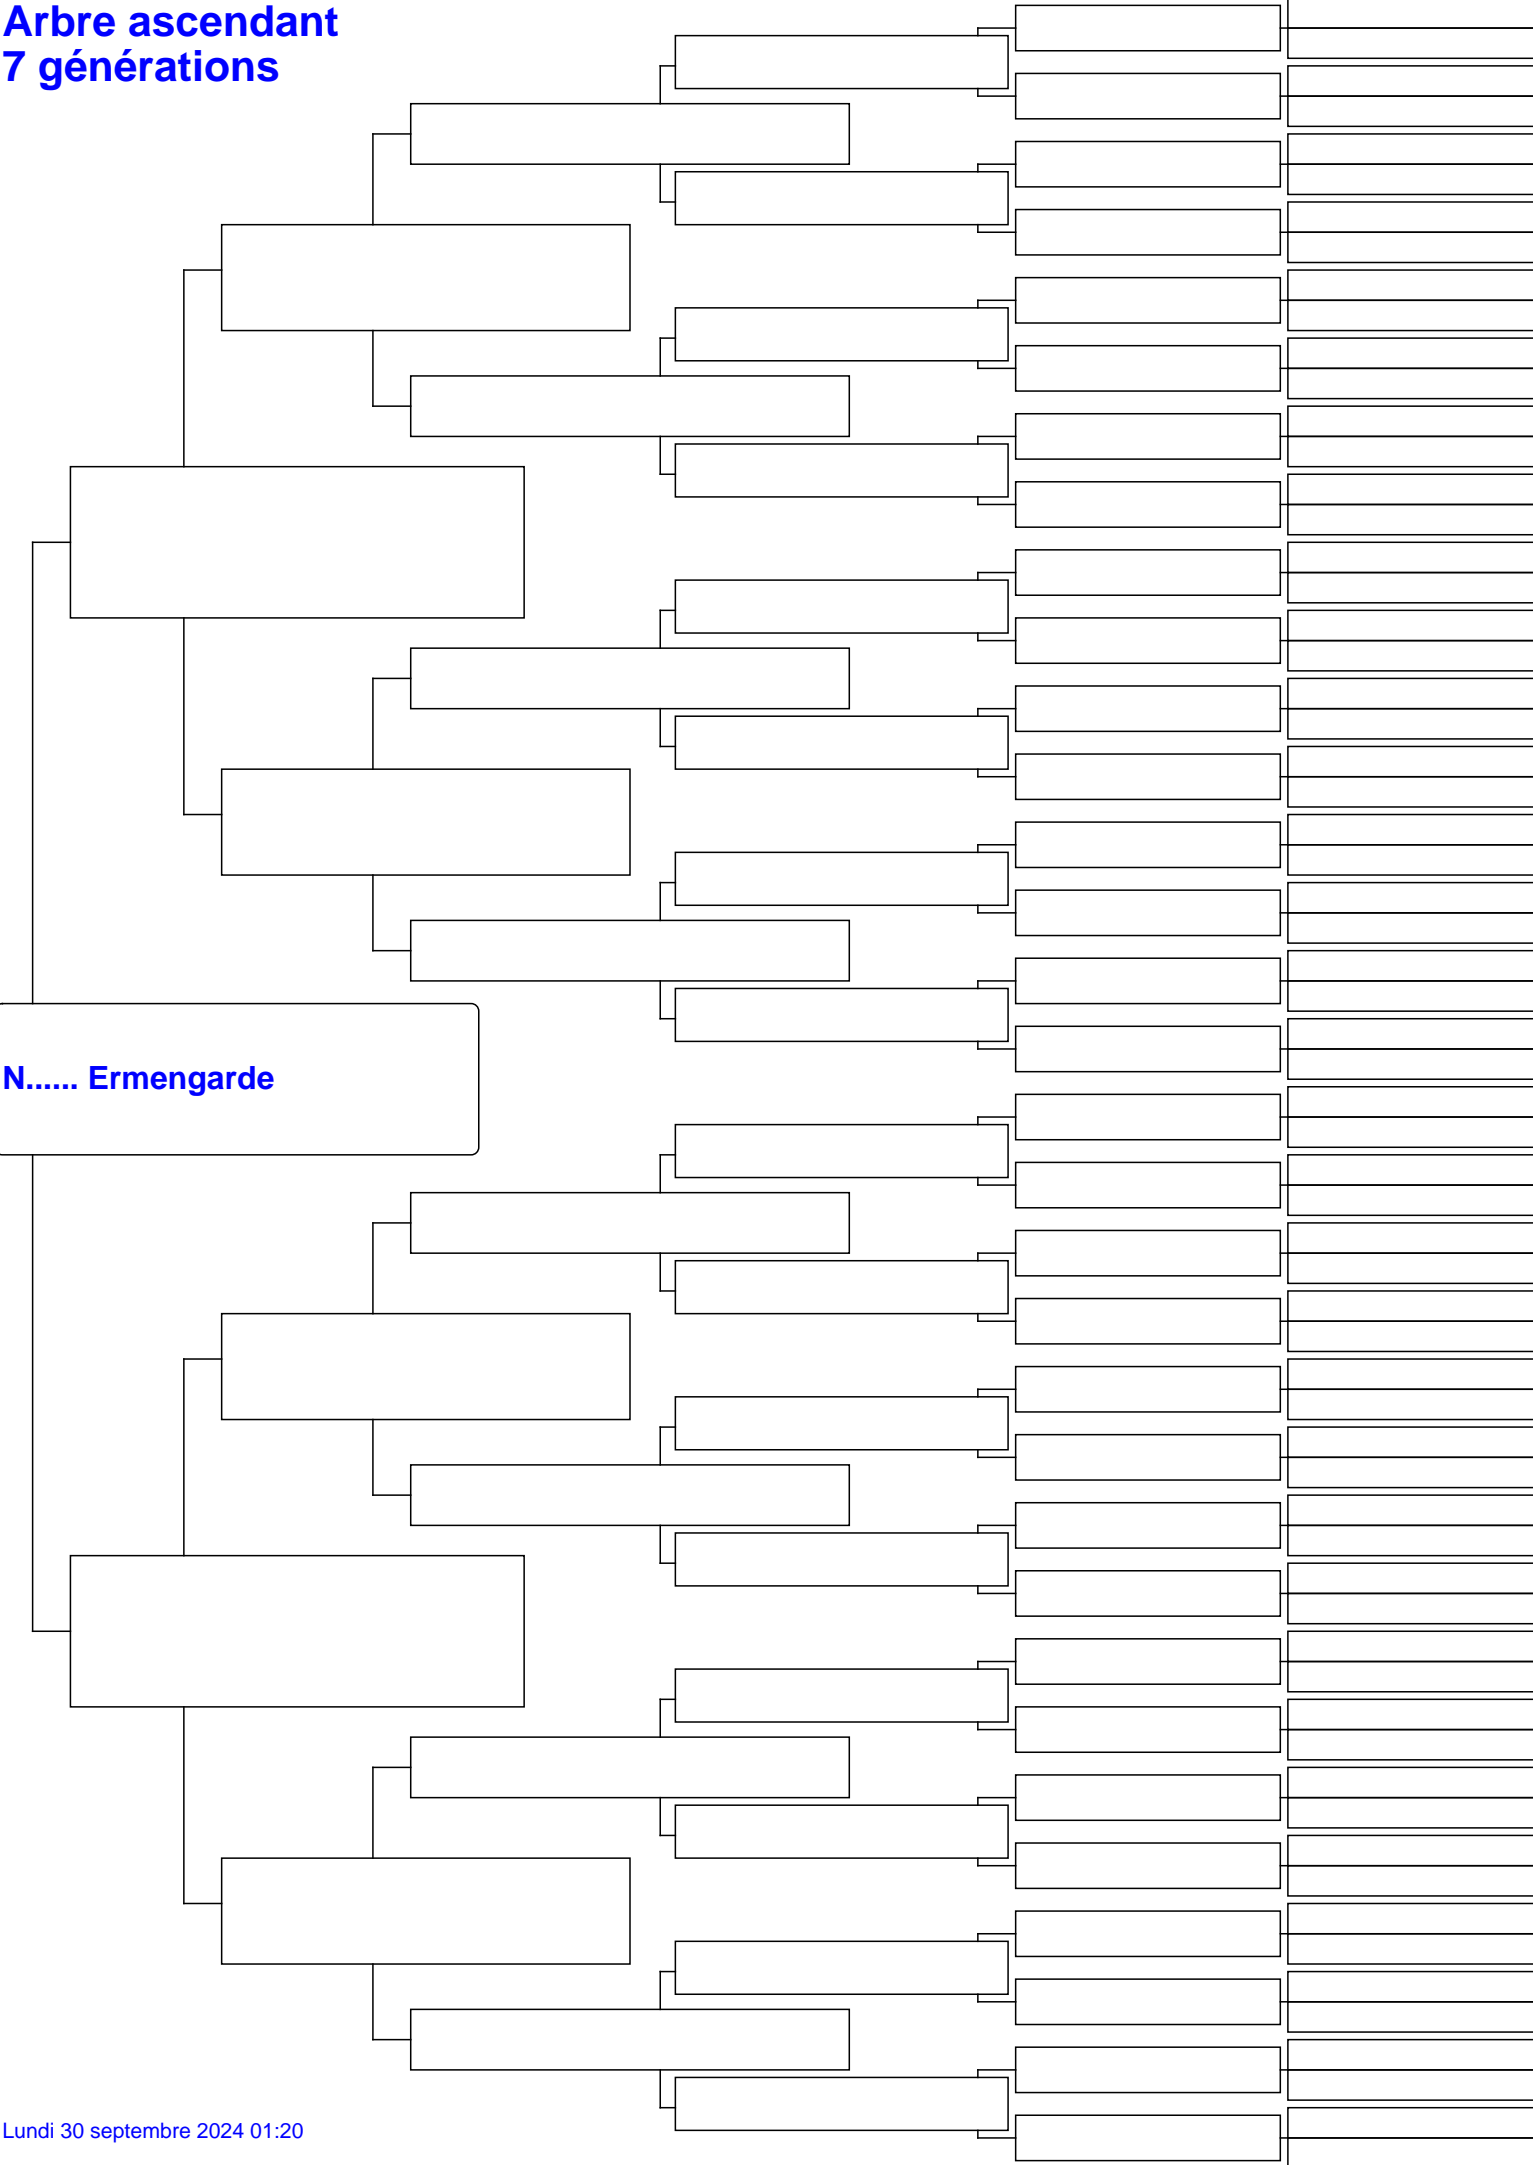 Arbre ascendant
7 générations
N...... Ermengarde
Lundi 30 septembre 2024 01:20